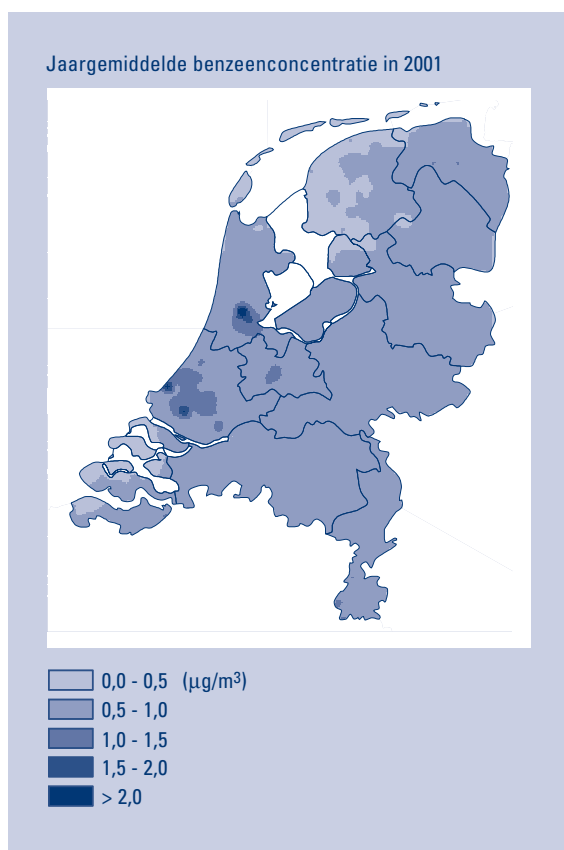 Jaargemiddelde benzeenconcentratie in 2001
0,0 - 0,5 (µg/m³)
0,5 - 1,0
1,0 - 1,5
1,5 - 2,0
> 2,0